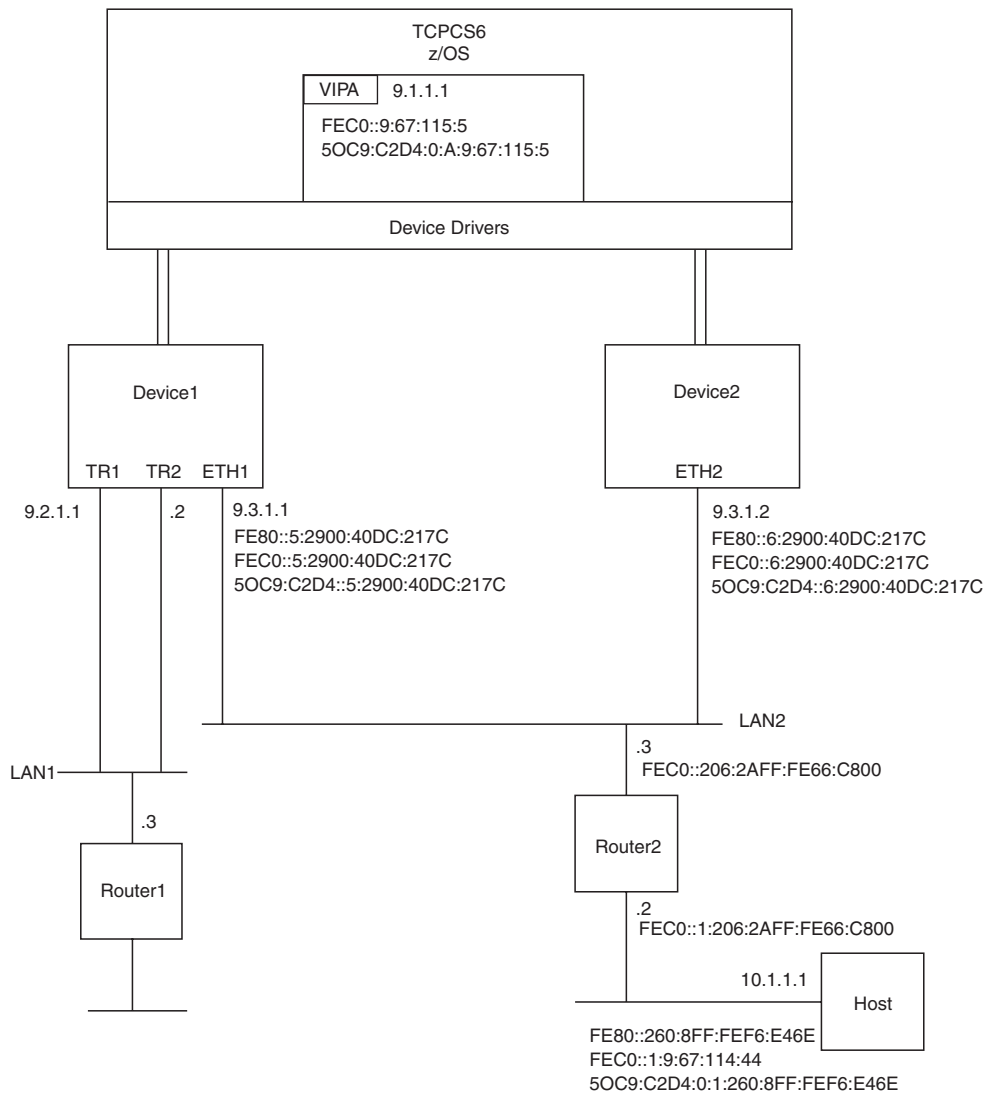 TCPCS6
z/OS
VIPA 9.1.1.1
FEC0::9:67:115:5
5OC9:C2D4:0:A:9:67:115:5
Device Drivers
Device1
Device2
TR1 TR2 ETH1
ETH2
9.2.1.1
.2
9.3.1.1
FE80::5:2900:40DC:217C
FEC0::5:2900:40DC:217C
5OC9:C2D4::5:2900:40DC:217C
9.3.1.2
FE80::6:2900:40DC:217C
FEC0::6:2900:40DC:217C
5OC9:C2D4::6:2900:40DC:217C
LAN2
LAN1
.3
FEC0::206:2AFF:FE66:C800
.3
Router2
Router1
.2
FEC0::1:206:2AFF:FE66:C800
10.1.1.1
Host
FE80::260:8FF:FEF6:E46E
FEC0::1:9:67:114:44
5OC9:C2D4:0:1:260:8FF:FEF6:E46E